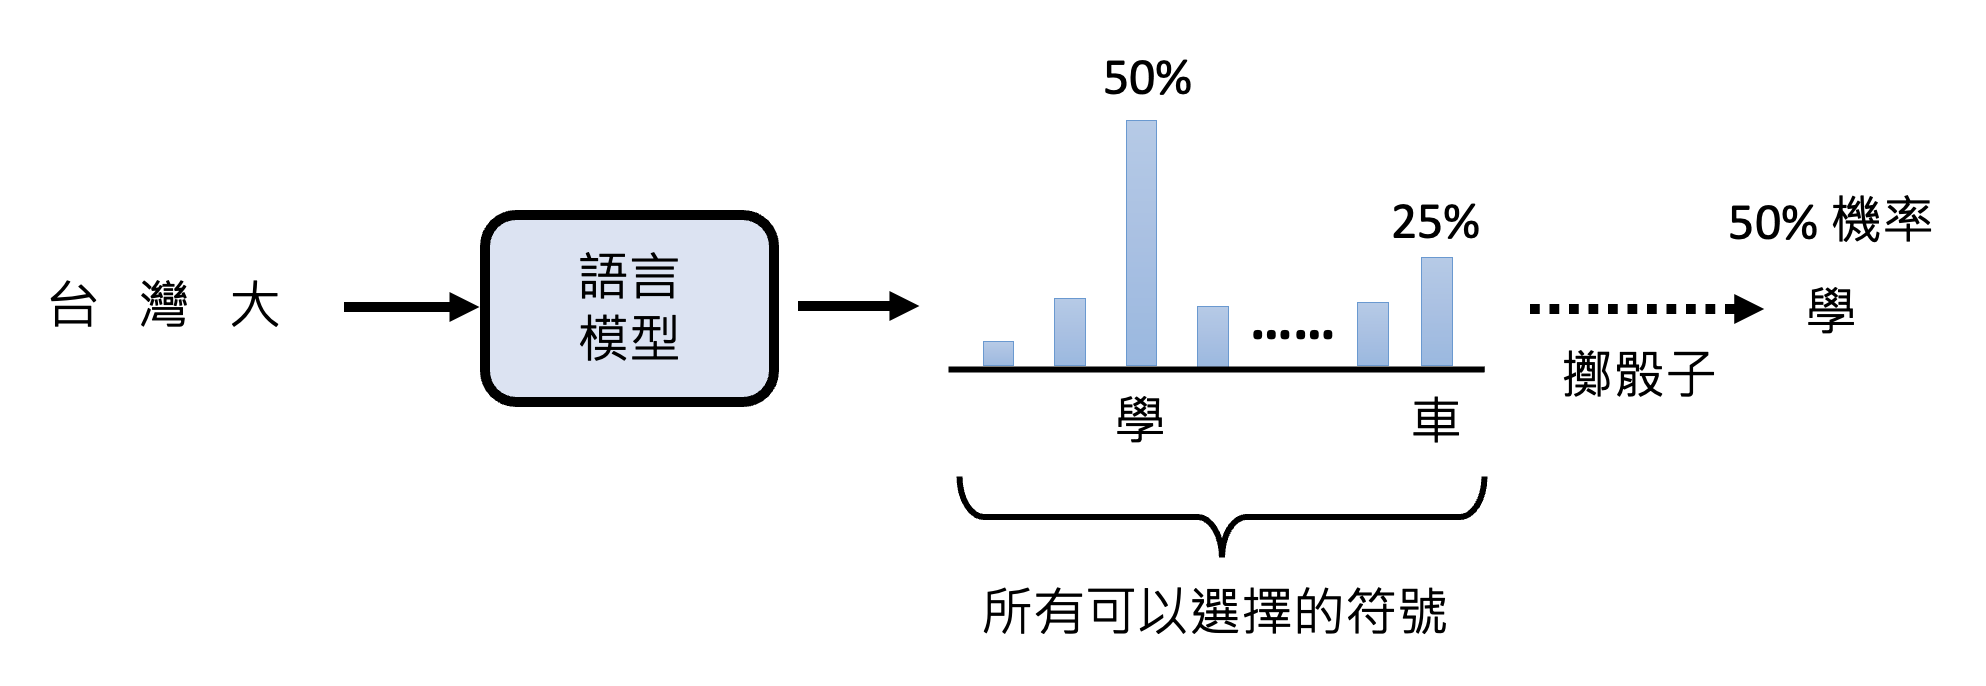 台 灣 大
語言
模型
50%
25%
......
學
車
所有可以選擇的符號
擲骰子
50% 機率
學